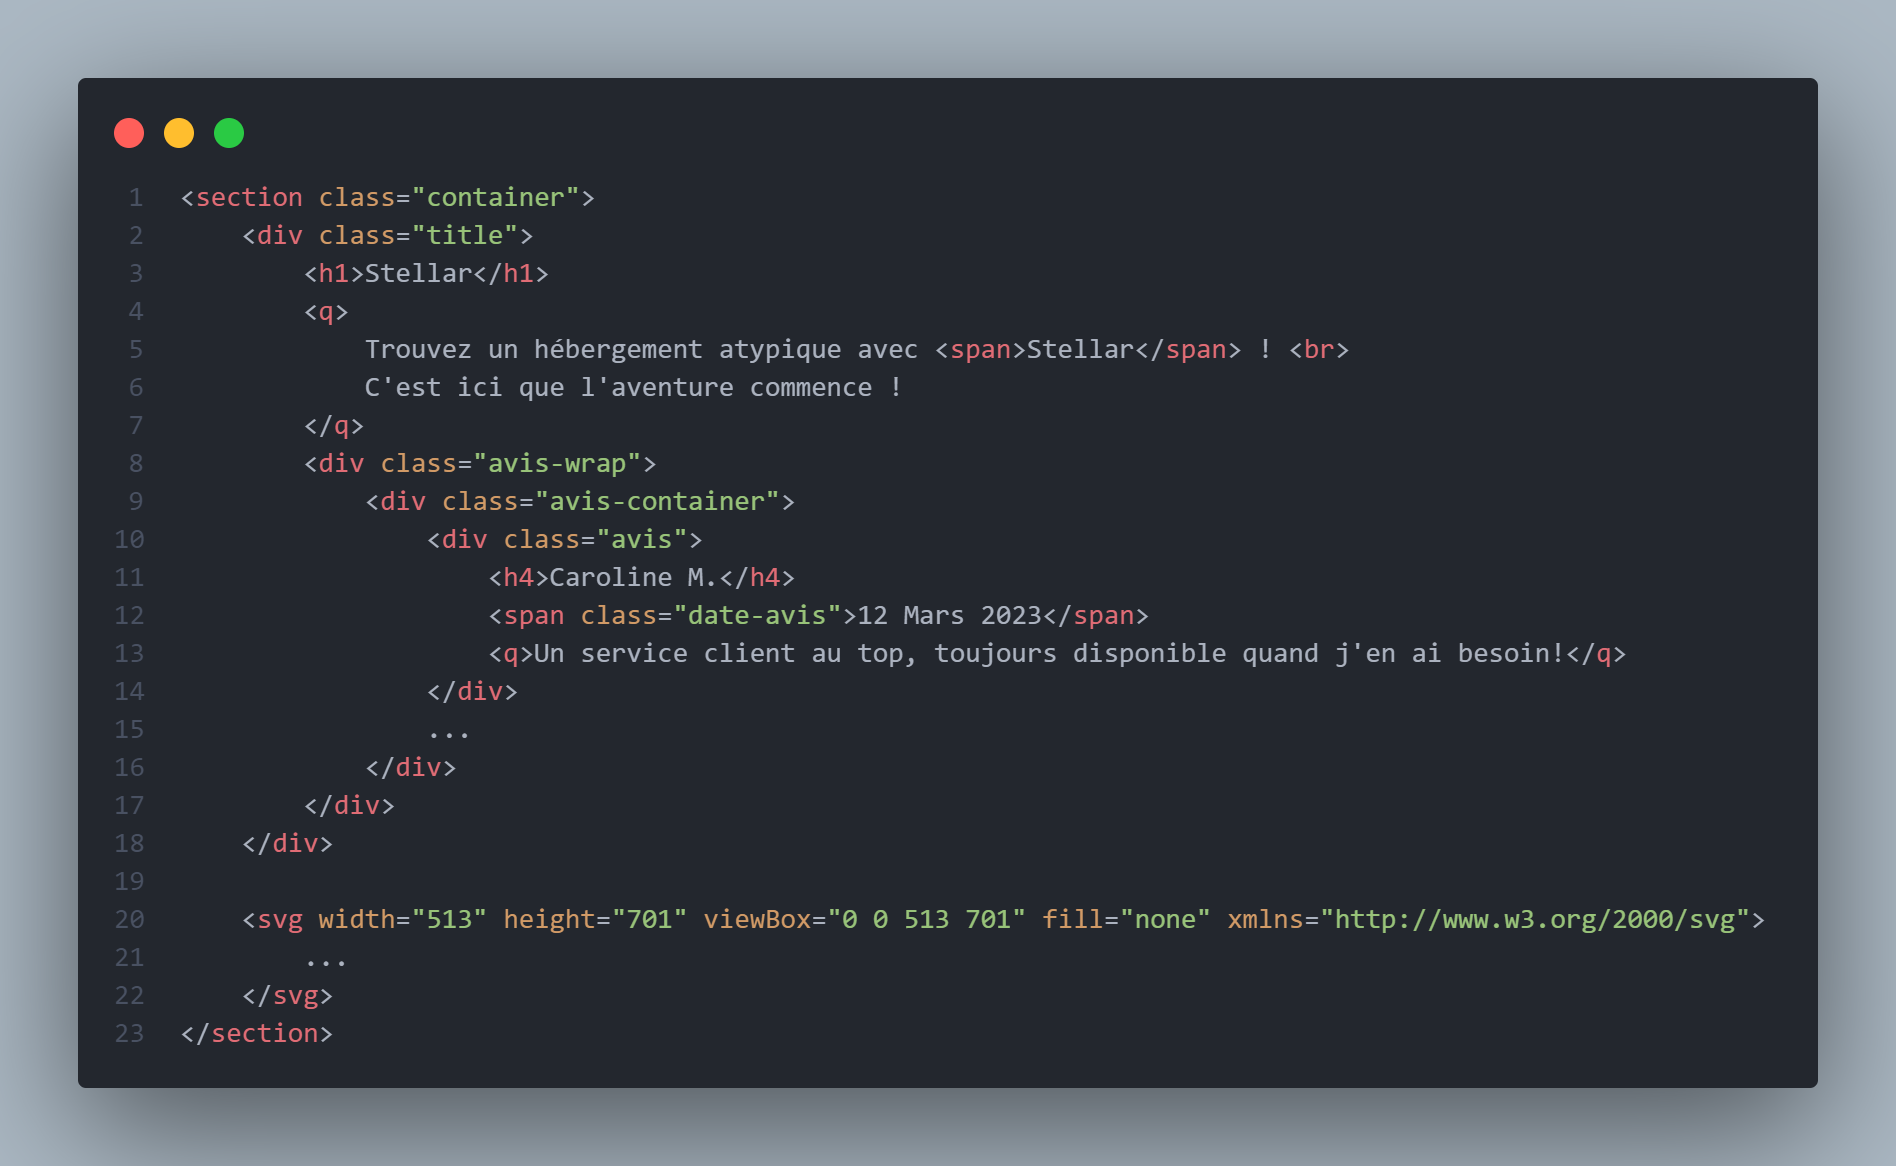 1 <section class="container">
2     <div class="title">
3         <h1>Stellar</h1>
4         <q>
5             Trouvez un hébergement atypique avec <span>Stellar</span> ! <br>
6             C'est ici que l'aventure commence !
7         </q>
8         <div class="avis-wrap">
9             <div class="avis-container">
10                 <div class="avis">
11                     <h4>Caroline M.</h4>
12                     <span class="date-avis">12 Mars 2023</span>
13                     <q>Un service client au top, toujours disponible quand j'en ai besoin!</q>
14                 </div>
15                 ...
16             </div>
17         </div>
18     </div>
19
20     <svg width="513" height="701" viewBox="0 0 513 701" fill="none" xmlns="http://www.w3.org/2000/svg">
21         ...
22     </svg>
23 </section>